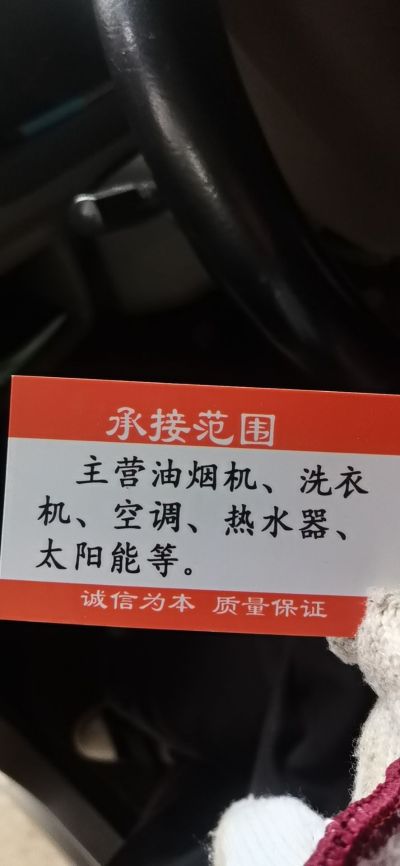 承接范围
主营油烟机、洗衣
机、空调、热水器、
太阳能等。
诚信为本 质量保证